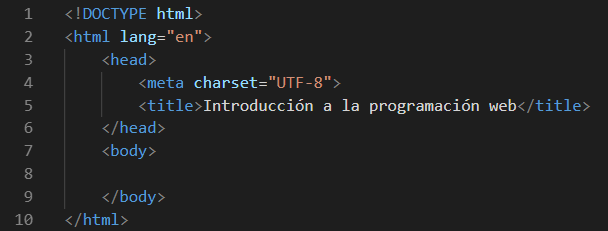 1 <!DOCTYPE html>
2 <html lang="en">
3     <head>
4         <meta charset="UTF-8">
5         <title>Introducción a la programación web</title>
6     </head>
7     <body>
8
9     </body>
10 </html>